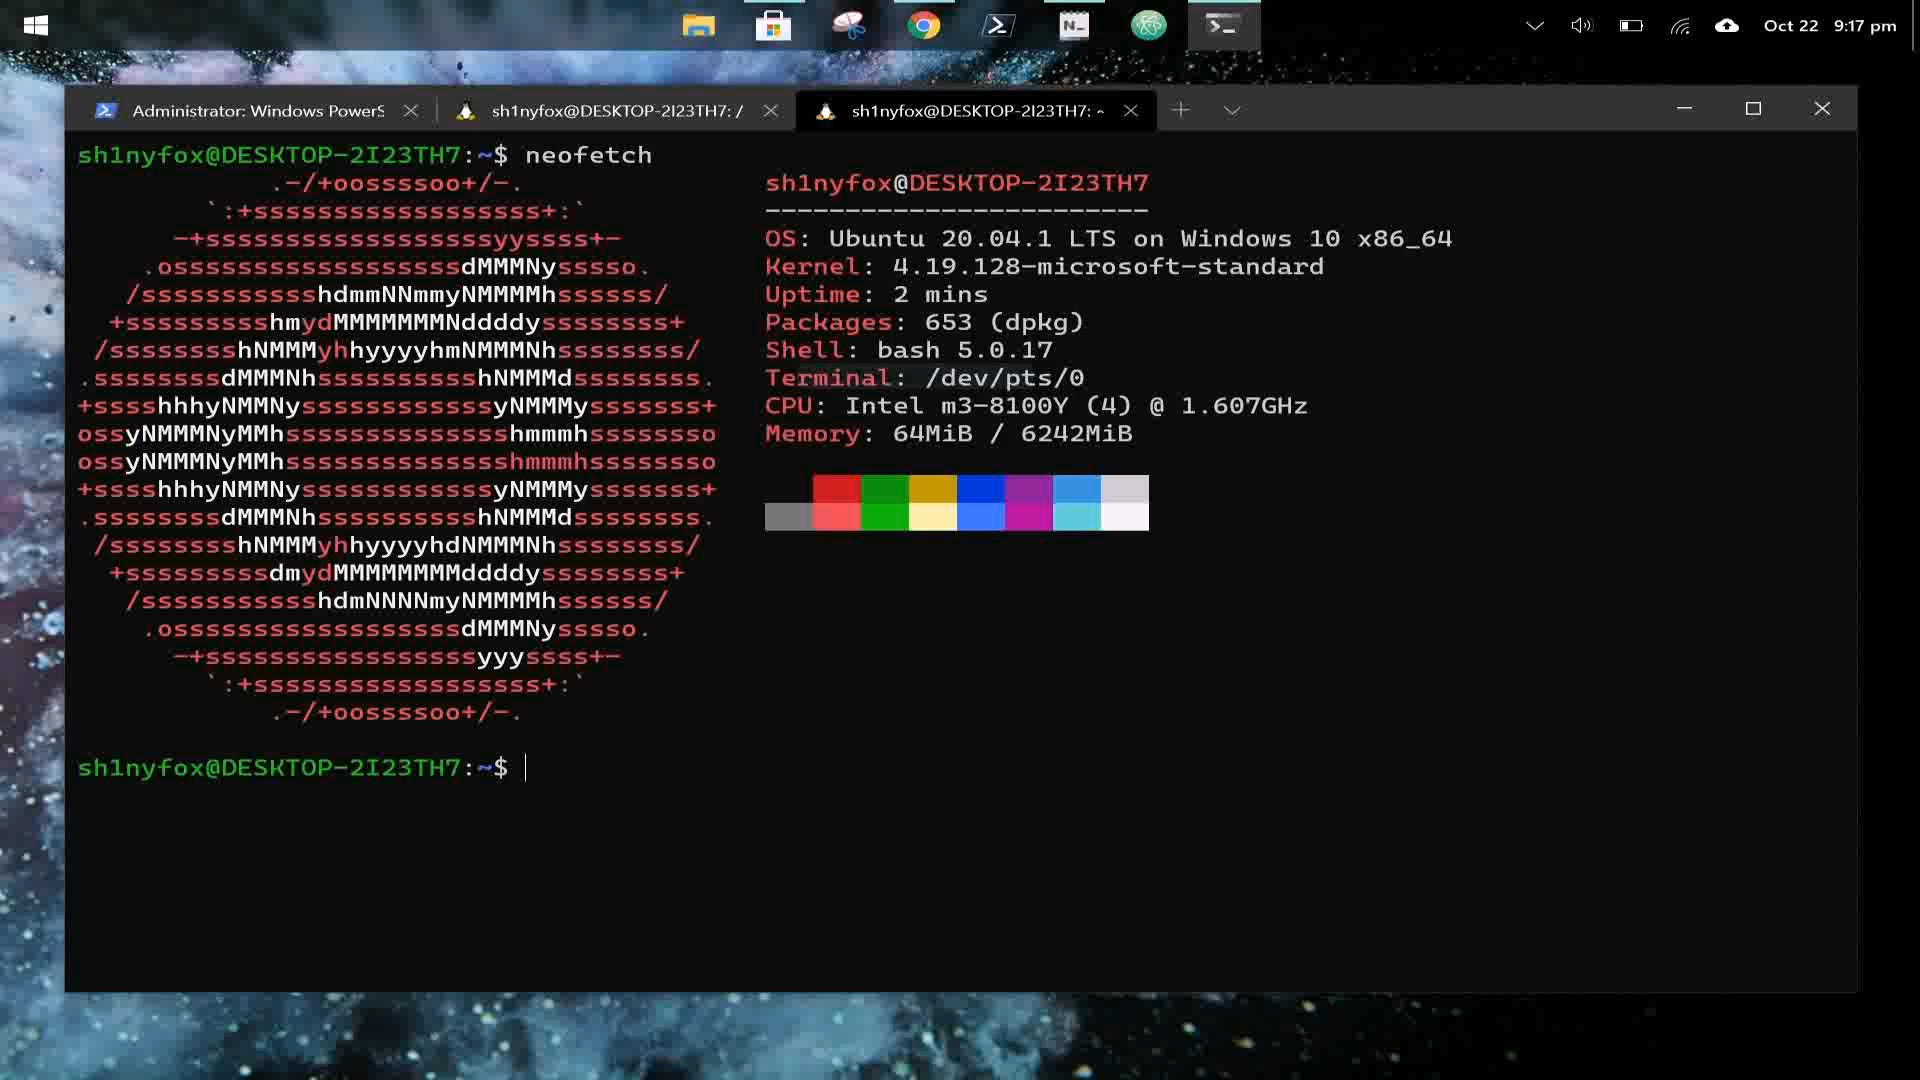 Oct 22 9:17 pm
Administrator: Windows PowerS
sh1nyfox@DESKTOP-2I23TH7: /
sh1nyfox@DESKTOP-2I23TH7: ~
sh1nyfox@DESKTOP-2I23TH7:~$ neofetch
.-/+oossssoo+/-.
`:+ssssssssssssssssss+:`
-+ssssssssssssssssssyyssss+-
.ossssssssssssssssssdMMMNysssso.
/ssssssssssshdmmNNmmyNMMMMhssssss/
+ssssssssshmydMMMMMMMNddddyssssssss+
/sssssssshNMMMyhhyyyyhmNMMMNhssssssss/
.ssssssssdMMMNhsssssssssshNMMMdssssssss.
+sssshhhyNMMNyssssssssssssyNMMMysssssss+
ossyNMMMNyMMhsssssssssssssshmmmhssssssso
ossyNMMMNyMMhsssssssssssssshmmmhssssssso
+sssshhhyNMMNyssssssssssssyNMMMysssssss+
.ssssssssdMMMNhsssssssssshNMMMdssssssss.
/sssssssshNMMMyhhyyyyhdNMMMNhssssssss/
+sssssssssdmydMMMMMMMMddddyssssssss+
/ssssssssssshdmNNNNmyNMMMMhssssss/
.ossssssssssssssssssdMMMNysssso.
-+sssssssssssssssssyyyssss+-
`:+ssssssssssssssssss+:`
.-/+oossssoo+/-.
sh1nyfox@DESKTOP-2I23TH7
------------------------
OS: Ubuntu 20.04.1 LTS on Windows 10 x86_64
Kernel: 4.19.128-microsoft-standard
Uptime: 2 mins
Packages: 653 (dpkg)
Shell: bash 5.0.17
Terminal: /dev/pts/0
CPU: Intel m3-8100Y (4) @ 1.607GHz
Memory: 64MiB / 6242MiB
sh1nyfox@DESKTOP-2I23TH7:~$